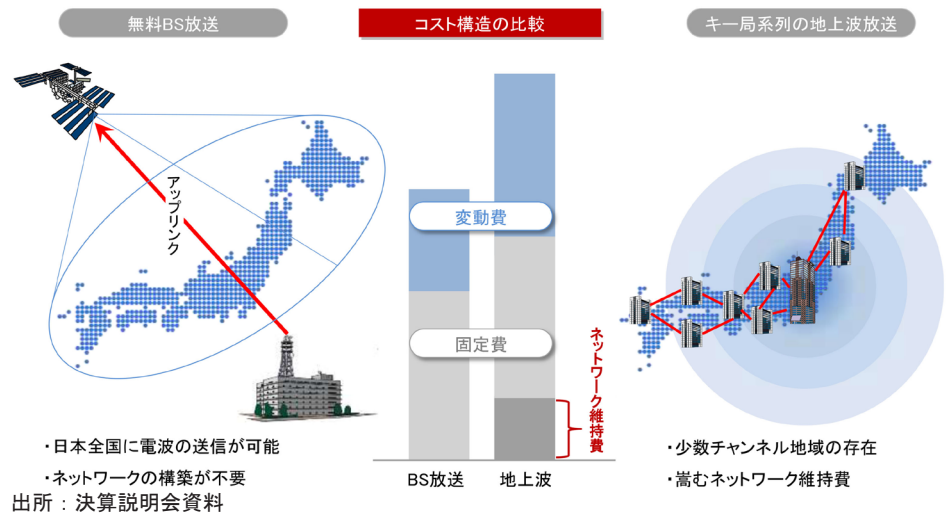 無料BS放送
コスト構造の比較
キー局系列の地上波放送
アップリンク
変動費
固定費
ネットワーク維持費
BS放送
地上波
・日本全国に電波の送信が可能
・ネットワークの構築が不要
・少数チャンネル地域の存在
・嵩むネットワーク維持費
出所：決算説明会資料